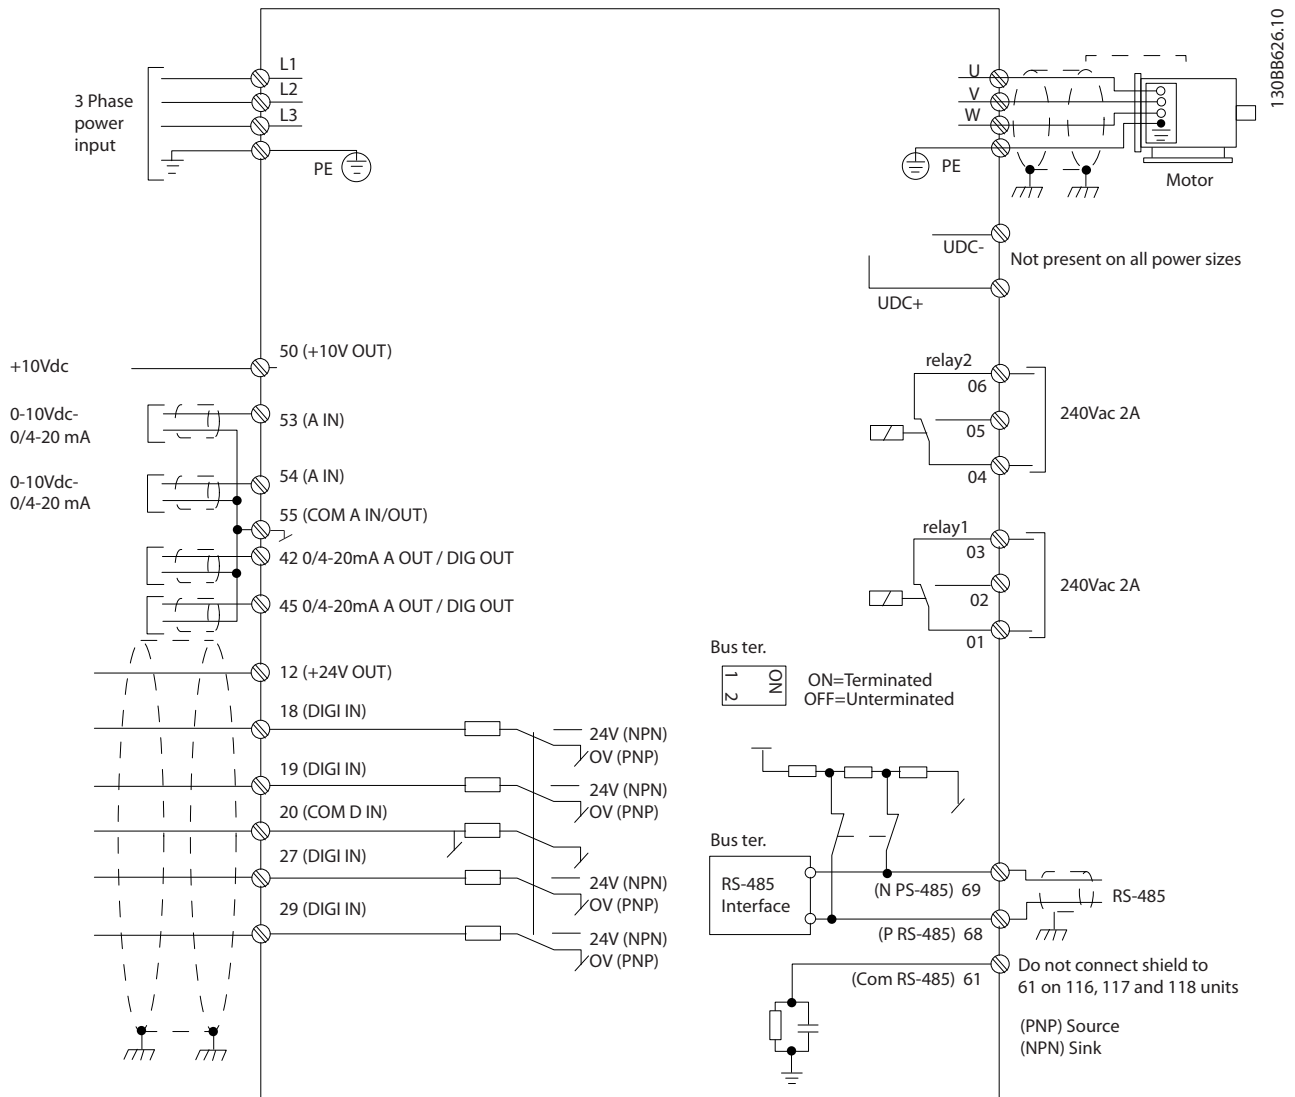 130BB626.10
L1
L2
L3
3 Phase
power
input
PE
U
V
W
PE
Motor
UDC-
Not present on all power sizes
UDC+
+10Vdc
50 (+10V OUT)
0-10Vdc-
0/4-20 mA
53 (A IN)
0-10Vdc-
0/4-20 mA
54 (A IN)
55 (COM A IN/OUT)
42 0/4-20mA A OUT / DIG OUT
45 0/4-20mA A OUT / DIG OUT
12 (+24V OUT)
18 (DIGI IN)
24V (NPN)
OV (PNP)
19 (DIGI IN)
24V (NPN)
OV (PNP)
20 (COM D IN)
27 (DIGI IN)
24V (NPN)
OV (PNP)
29 (DIGI IN)
24V (NPN)
OV (PNP)
relay2
06
05
04
240Vac 2A
relay1
03
02
01
240Vac 2A
Bus ter.
1
2
ON
ON=Terminated
OFF=Unterminated
Bus ter.
RS-485
Interface
(N PS-485) 69
(P RS-485) 68
RS-485
(Com RS-485) 61
Do not connect shield to
61 on 116, 117 and 118 units
(PNP) Source
(NPN) Sink